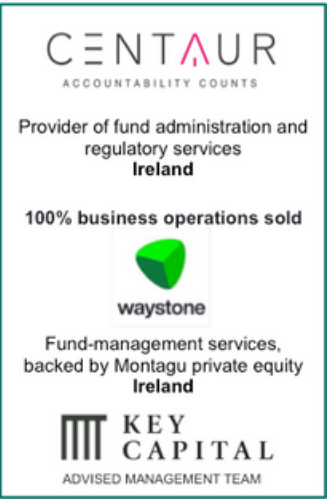 CENTAUR
ACCOUNTABILITY COUNTS
Provider of fund administration and
regulatory services
Ireland
100% business operations sold
waystone
Fund-management services,
backed by Montagu private equity
Ireland
KEY
CAPITAL
ADVISED MANAGEMENT TEAM